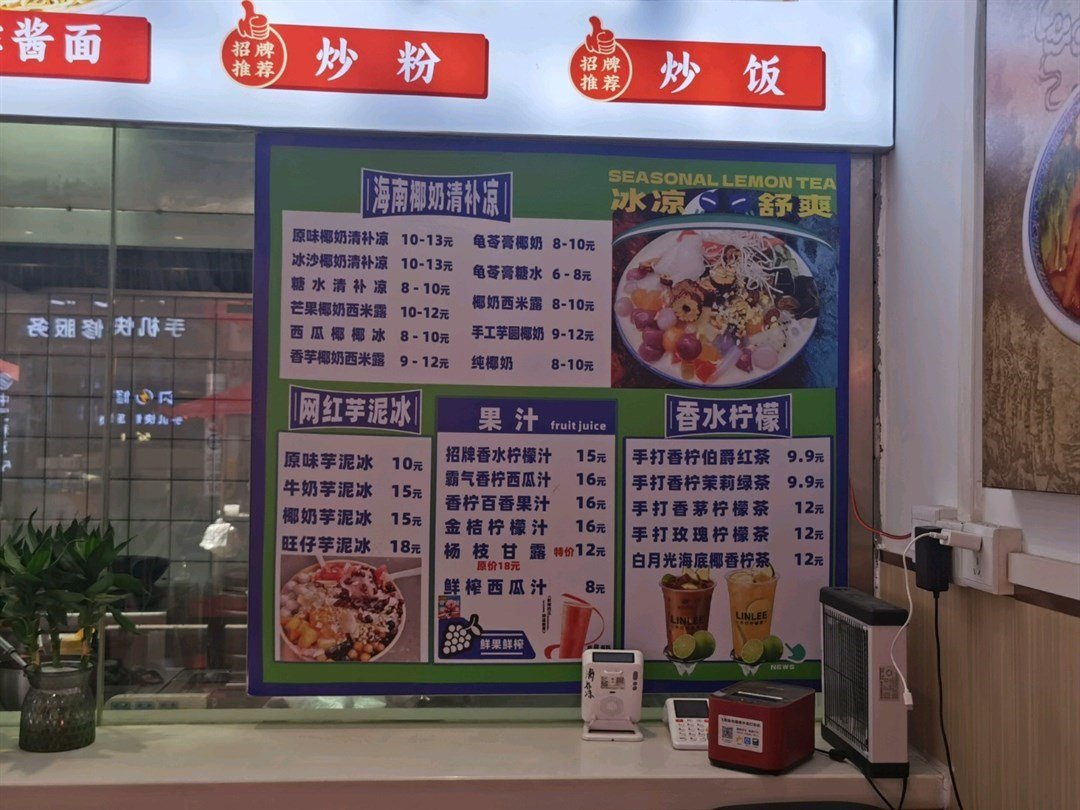 酱面
招牌
推荐
炒粉
招牌
推荐
炒饭
海南椰奶清补凉
原味椰奶清补凉 10-13元
冰沙椰奶清补凉 10-13元
糖水清补凉 8-10元
芒果椰奶西米露 10-12元
西瓜椰椰冰 8-10元
香芋椰奶西米露 9-12元
龟苓膏椰奶 8-10元
龟苓膏糖水 6-8元
椰奶西米露 8-10元
手工芋圆椰奶 9-12元
纯椰奶 8-10元
SEASONAL LEMON TEA
冰凉 舒爽
网红芋泥冰
原味芋泥冰 10元
牛奶芋泥冰 15元
椰奶芋泥冰 15元
旺仔芋泥冰 18元
果汁 fruit juice
招牌香水柠檬汁 15元
霸气香柠西瓜汁 16元
香柠百香果汁 16元
金桔柠檬汁 16元
杨枝甘露 特价12元
原价18元
鲜榨西瓜汁 8元
鲜果鲜榨
香水柠檬
手打香柠伯爵红茶 9.9元
手打香柠茉莉绿茶 9.9元
手打香茅柠檬茶 12元
手打玫瑰柠檬茶 12元
白月光海底椰香柠茶 12元
LINLEE
LINLEE
NEWS
手机快修服务